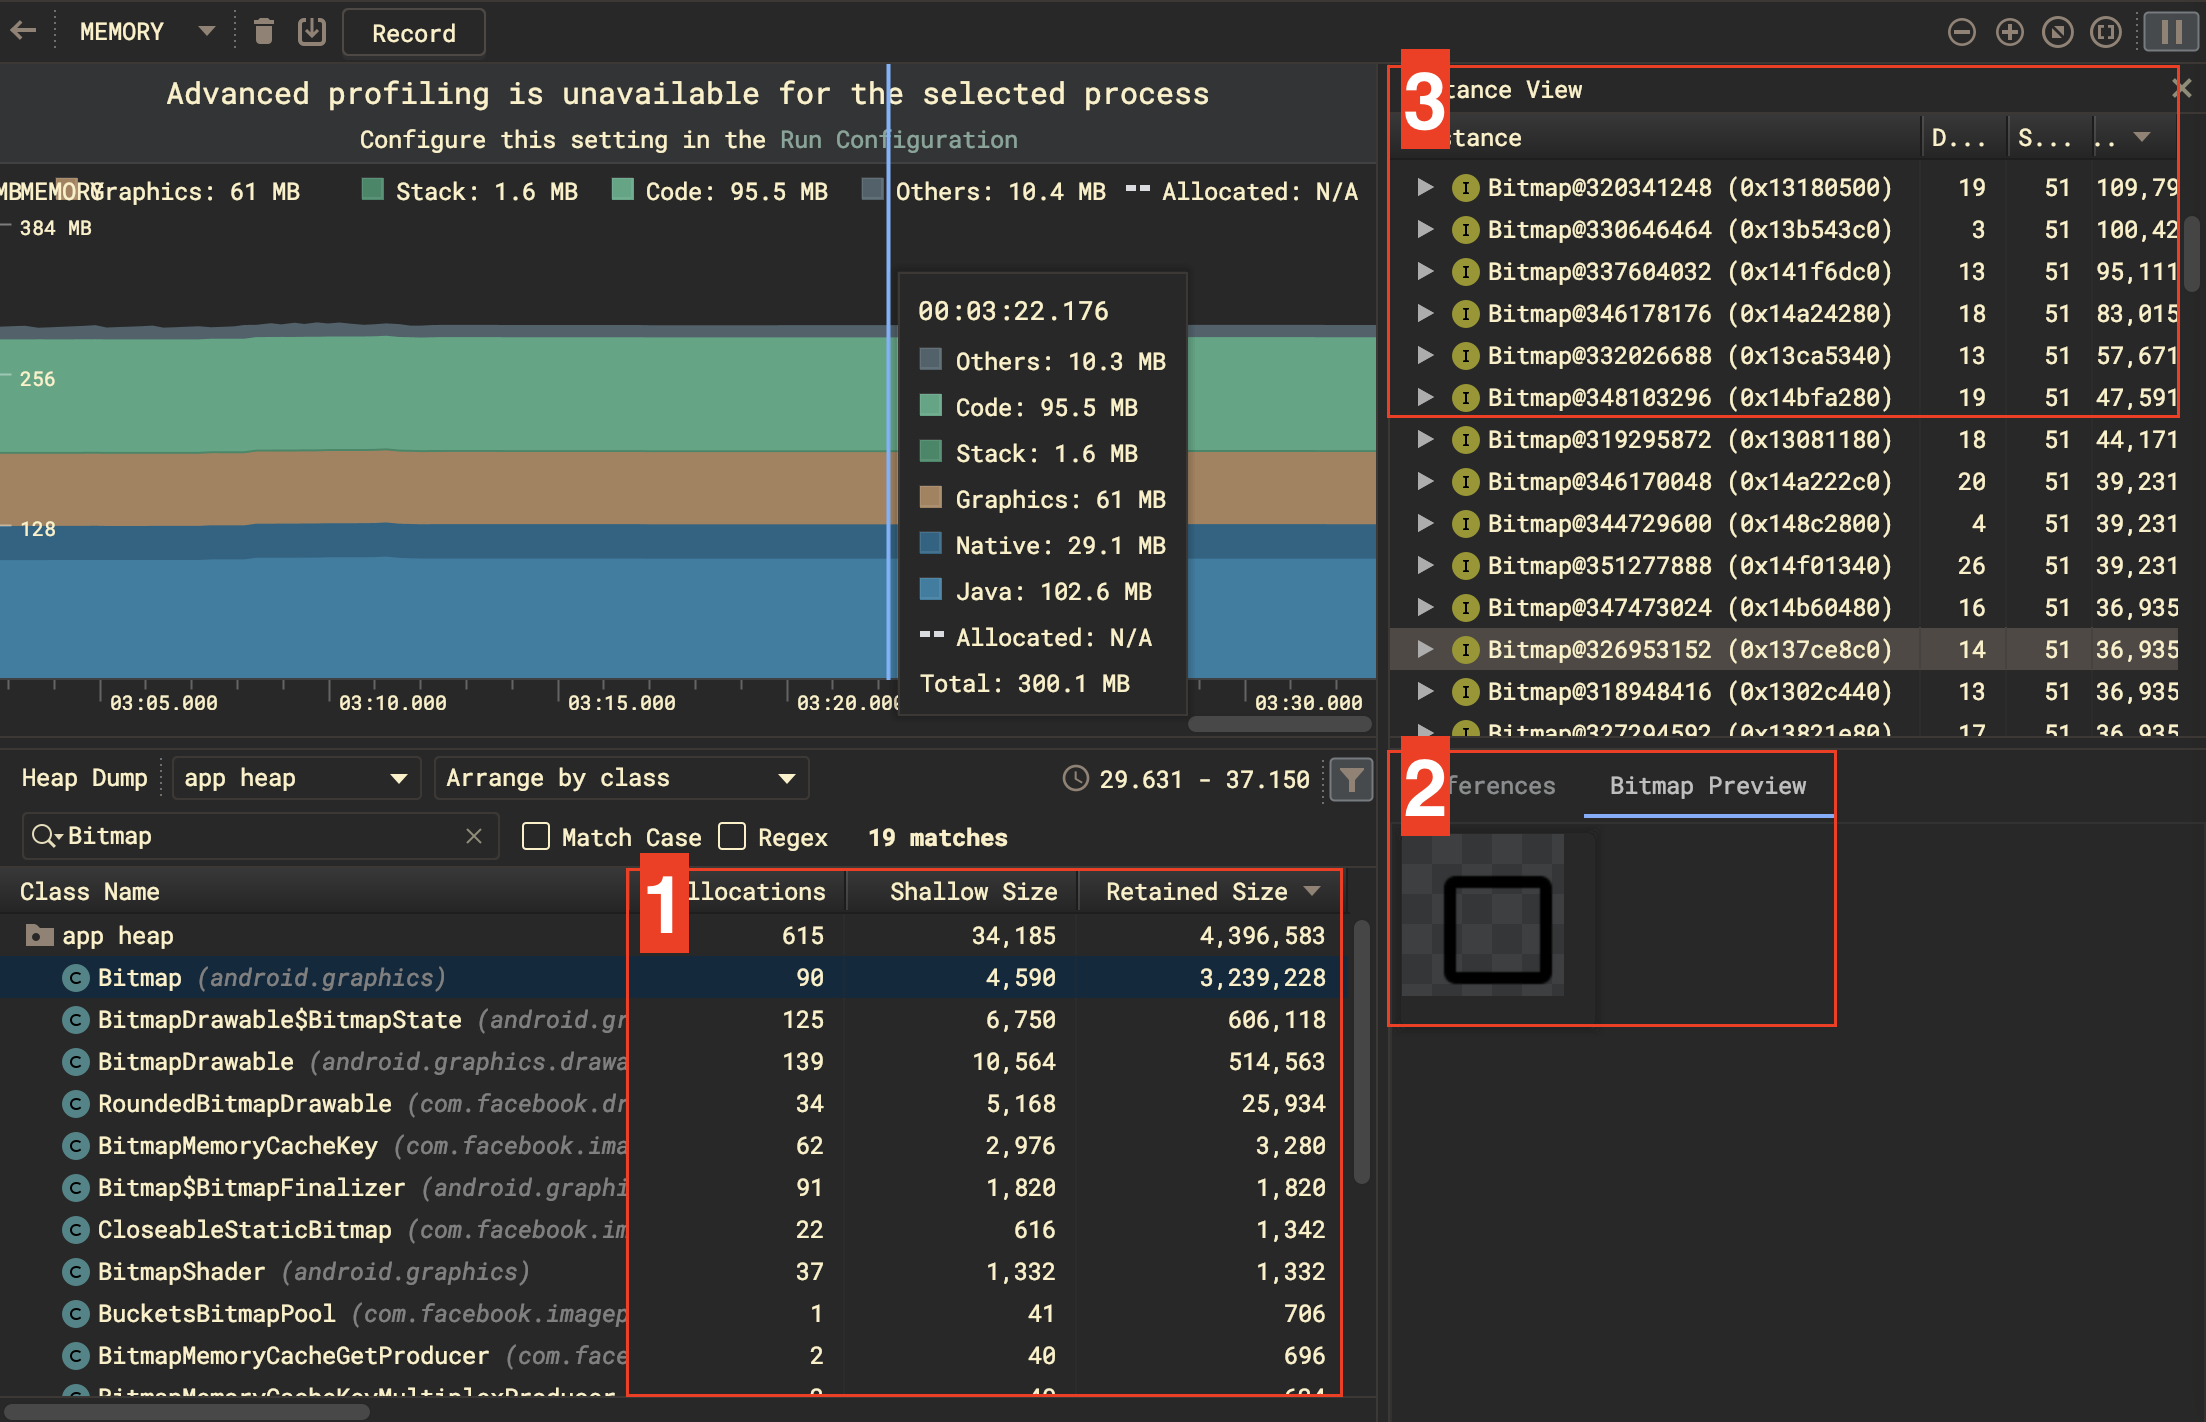 MEMORY Record
Advanced profiling is unavailable for the selected process
Configure this setting in the Run Configuration
MB MEMORY Graphics: 61 MB Stack: 1.6 MB Code: 95.5 MB Others: 10.4 MB Allocated: N/A
384 MB
256
128
00:03:22.176
Others: 10.3 MB
Code: 95.5 MB
Stack: 1.6 MB
Graphics: 61 MB
Native: 29.1 MB
Java: 102.6 MB
Allocated: N/A
Total: 300.1 MB
03:05.000 03:10.000 03:15.000 03:20.000 03:30.000
Heap Dump app heap Arrange by class 29.631 - 37.150
Bitmap Match Case Regex 19 matches
1
Class Name llocations Shallow Size Retained Size
app heap 615 34,185 4,396,583
C Bitmap (android.graphics) 90 4,590 3,239,228
C BitmapDrawable$BitmapState (android.gr 125 6,750 606,118
C BitmapDrawable (android.graphics.drawa 139 10,564 514,563
C RoundedBitmapDrawable (com.facebook.dr 34 5,168 25,934
C BitmapMemoryCacheKey (com.facebook.ima 62 2,976 3,280
C Bitmap$BitmapFinalizer (android.graphi 91 1,820 1,820
C CloseableStaticBitmap (com.facebook.im 22 616 1,342
C BitmapShader (android.graphics) 37 1,332 1,332
C BucketsBitmapPool (com.facebook.imagep 1 41 706
C BitmapMemoryCacheGetProducer (com.face 2 40 696
BitmapMemoryCacheKeyMultiplexProducer
3
tance View
tance D... S... ..
I Bitmap@320341248 (0x13180500) 19 51 109,79
I Bitmap@330646464 (0x13b543c0) 3 51 100,42
I Bitmap@337604032 (0x141f6dc0) 13 51 95,111
I Bitmap@346178176 (0x14a24280) 18 51 83,015
I Bitmap@332026688 (0x13ca5340) 13 51 57,671
I Bitmap@348103296 (0x14bfa280) 19 51 47,591
I Bitmap@319295872 (0x13081180) 18 51 44,171
I Bitmap@346170048 (0x14a222c0) 20 51 39,231
I Bitmap@344729600 (0x148c2800) 4 51 39,231
I Bitmap@351277888 (0x14f01340) 26 51 39,231
I Bitmap@347473024 (0x14b60480) 16 51 36,935
I Bitmap@326953152 (0x137ce8c0) 14 51 36,935
I Bitmap@318948416 (0x1302c440) 13 51 36,935
I Bitmap@327294592 (0x13821e80) 17 51 36,935
2
ferences Bitmap Preview